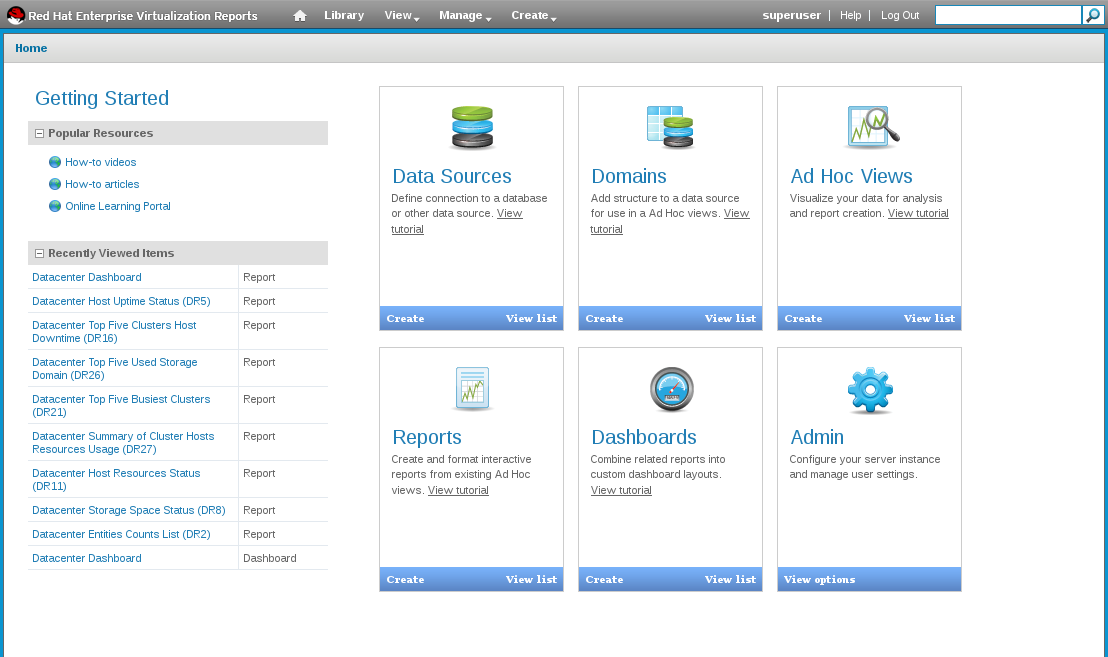 Red Hat Enterprise Virtualization Reports Library View Manage Create superuser | Help | Log Out
Home
Getting Started
Popular Resources
How-to videos
How-to articles
Online Learning Portal
Recently Viewed Items
Datacenter Dashboard Report
Datacenter Host Uptime Status (DR5) Report
Datacenter Top Five Clusters Host Report
Downtime (DR16)
Datacenter Top Five Used Storage Report
Domain (DR26)
Datacenter Top Five Busiest Clusters Report
(DR21)
Datacenter Summary of Cluster Hosts Report
Resources Usage (DR27)
Datacenter Host Resources Status Report
(DR11)
Datacenter Storage Space Status (DR8) Report
Datacenter Entities Counts List (DR2) Report
Datacenter Dashboard Dashboard
Data Sources
Define connection to a database
or other data source. View
tutorial
Create View list
Domains
Add structure to a data source
for use in a Ad Hoc views. View
tutorial
Create View list
Ad Hoc Views
Visualize your data for analysis
and report creation. View tutorial
Create View list
Reports
Create and format interactive
reports from existing Ad Hoc
views. View tutorial
Create View list
Dashboards
Combine related reports into
custom dashboard layouts.
View tutorial
Create View list
Admin
Configure your server instance
and manage user settings.
View options